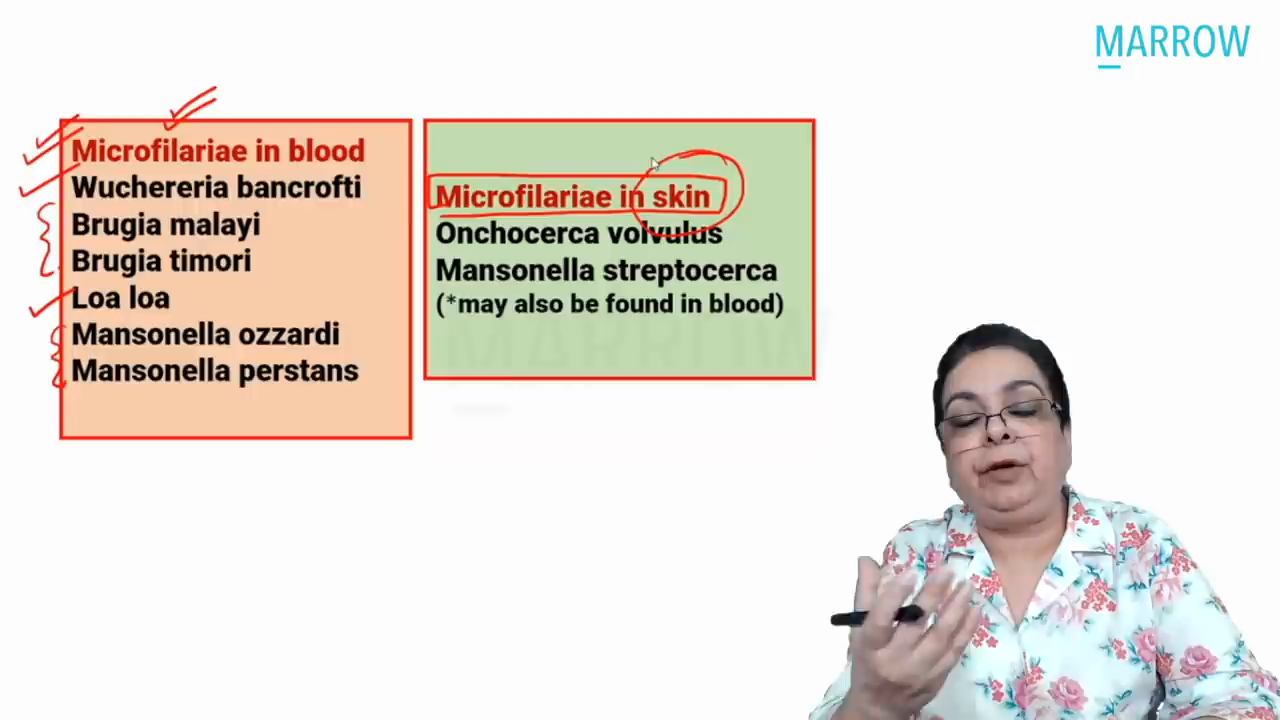 MARROW
Microfilariae in blood
Wuchereria bancrofti
Brugia malayi
Brugia timori
Loa loa
Mansonella ozzardi
Mansonella perstans
Microfilariae in skin
Onchocerca volvulus
Mansonella streptocerca
(*may also be found in blood)
MARROW